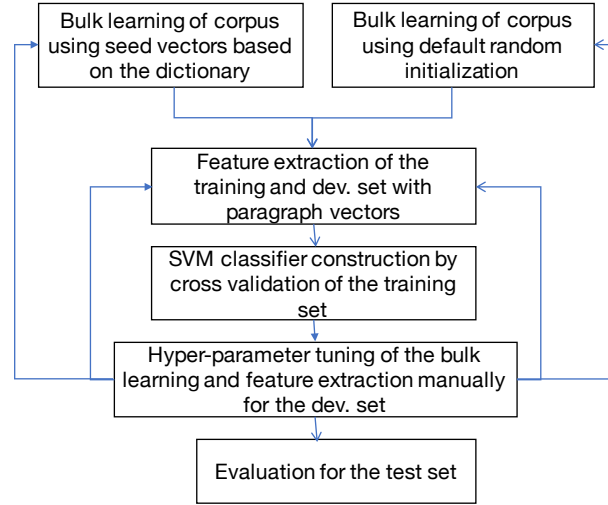 Bulk learning of corpus
using seed vectors based
on the dictionary
Bulk learning of corpus
using default random
initialization
Feature extraction of the
training and dev. set with
paragraph vectors
SVM classifier construction by
cross validation of the training
set
Hyper-parameter tuning of the bulk
learning and feature extraction manually
for the dev. set
Evaluation for the test set